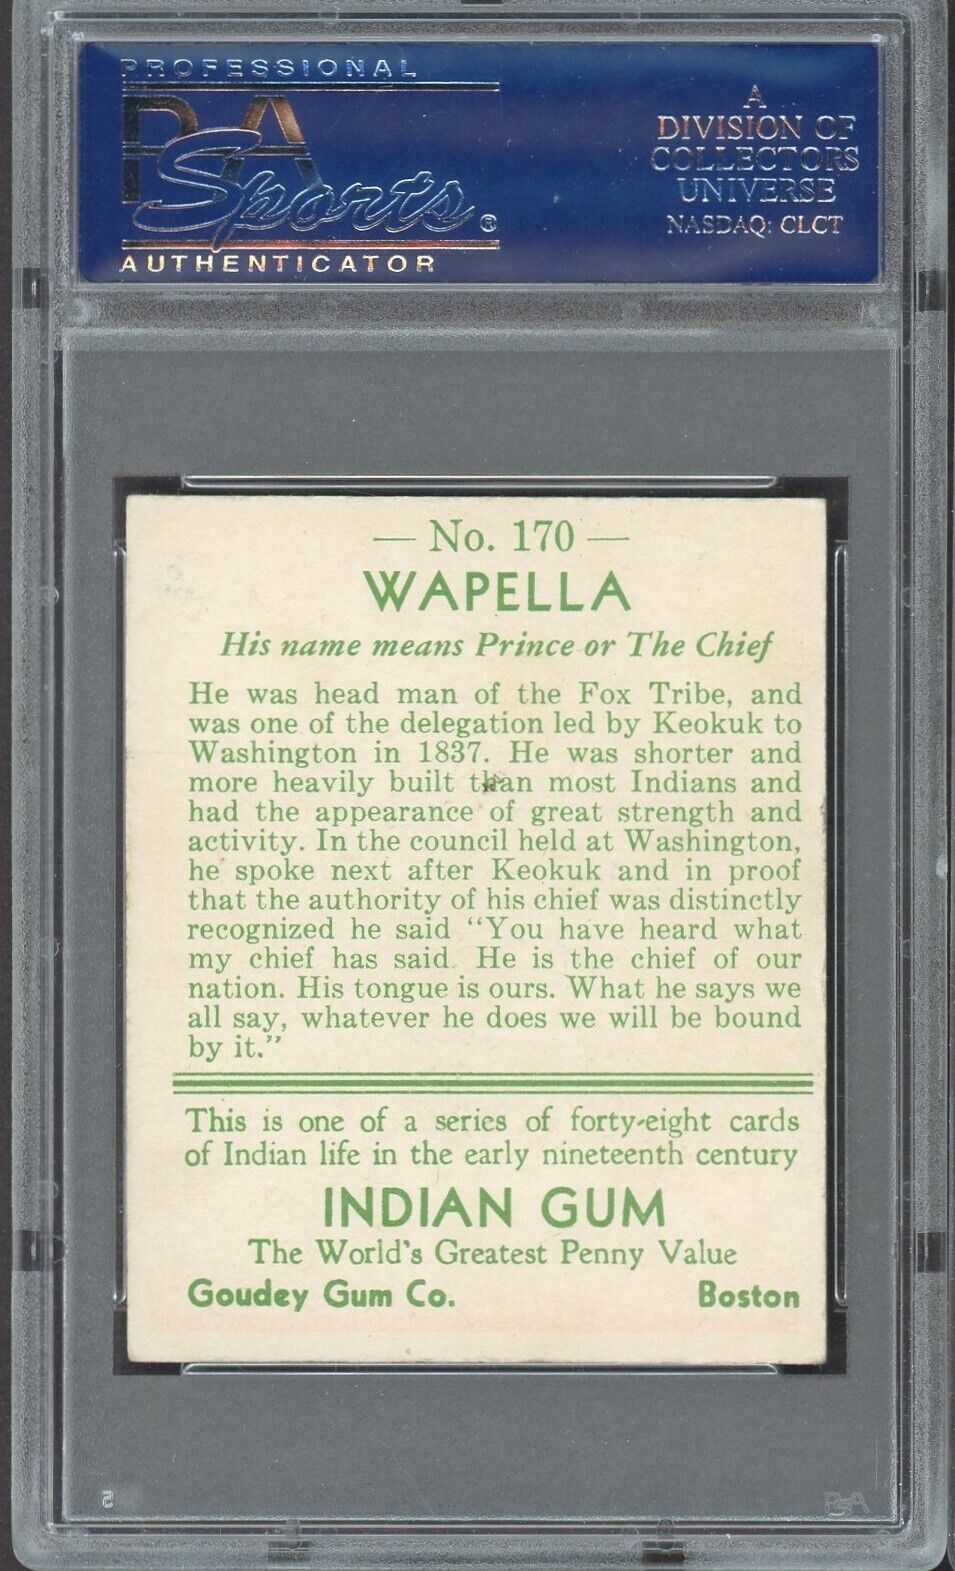 PROFESSIONAL
PSA
Sports®
AUTHENTICATOR
A
DIVISION OF
COLLECTORS
UNIVERSE
NASDAQ: CLCT
— No. 170 —
WAPELLA
His name means Prince or The Chief
He was head man of the Fox Tribe, and
was one of the delegation led by Keokuk to
Washington in 1837. He was shorter and
more heavily built than most Indians and
had the appearance of great strength and
activity. In the council held at Washington,
he spoke next after Keokuk and in proof
that the authority of his chief was distinctly
recognized he said “You have heard what
my chief has said. He is the chief of our
nation. His tongue is ours. What he says we
all say, whatever he does we will be bound
by it.”
This is one of a series of forty-eight cards
of Indian life in the early nineteenth century
INDIAN GUM
The World's Greatest Penny Value
Goudey Gum Co. Boston
5 PSA